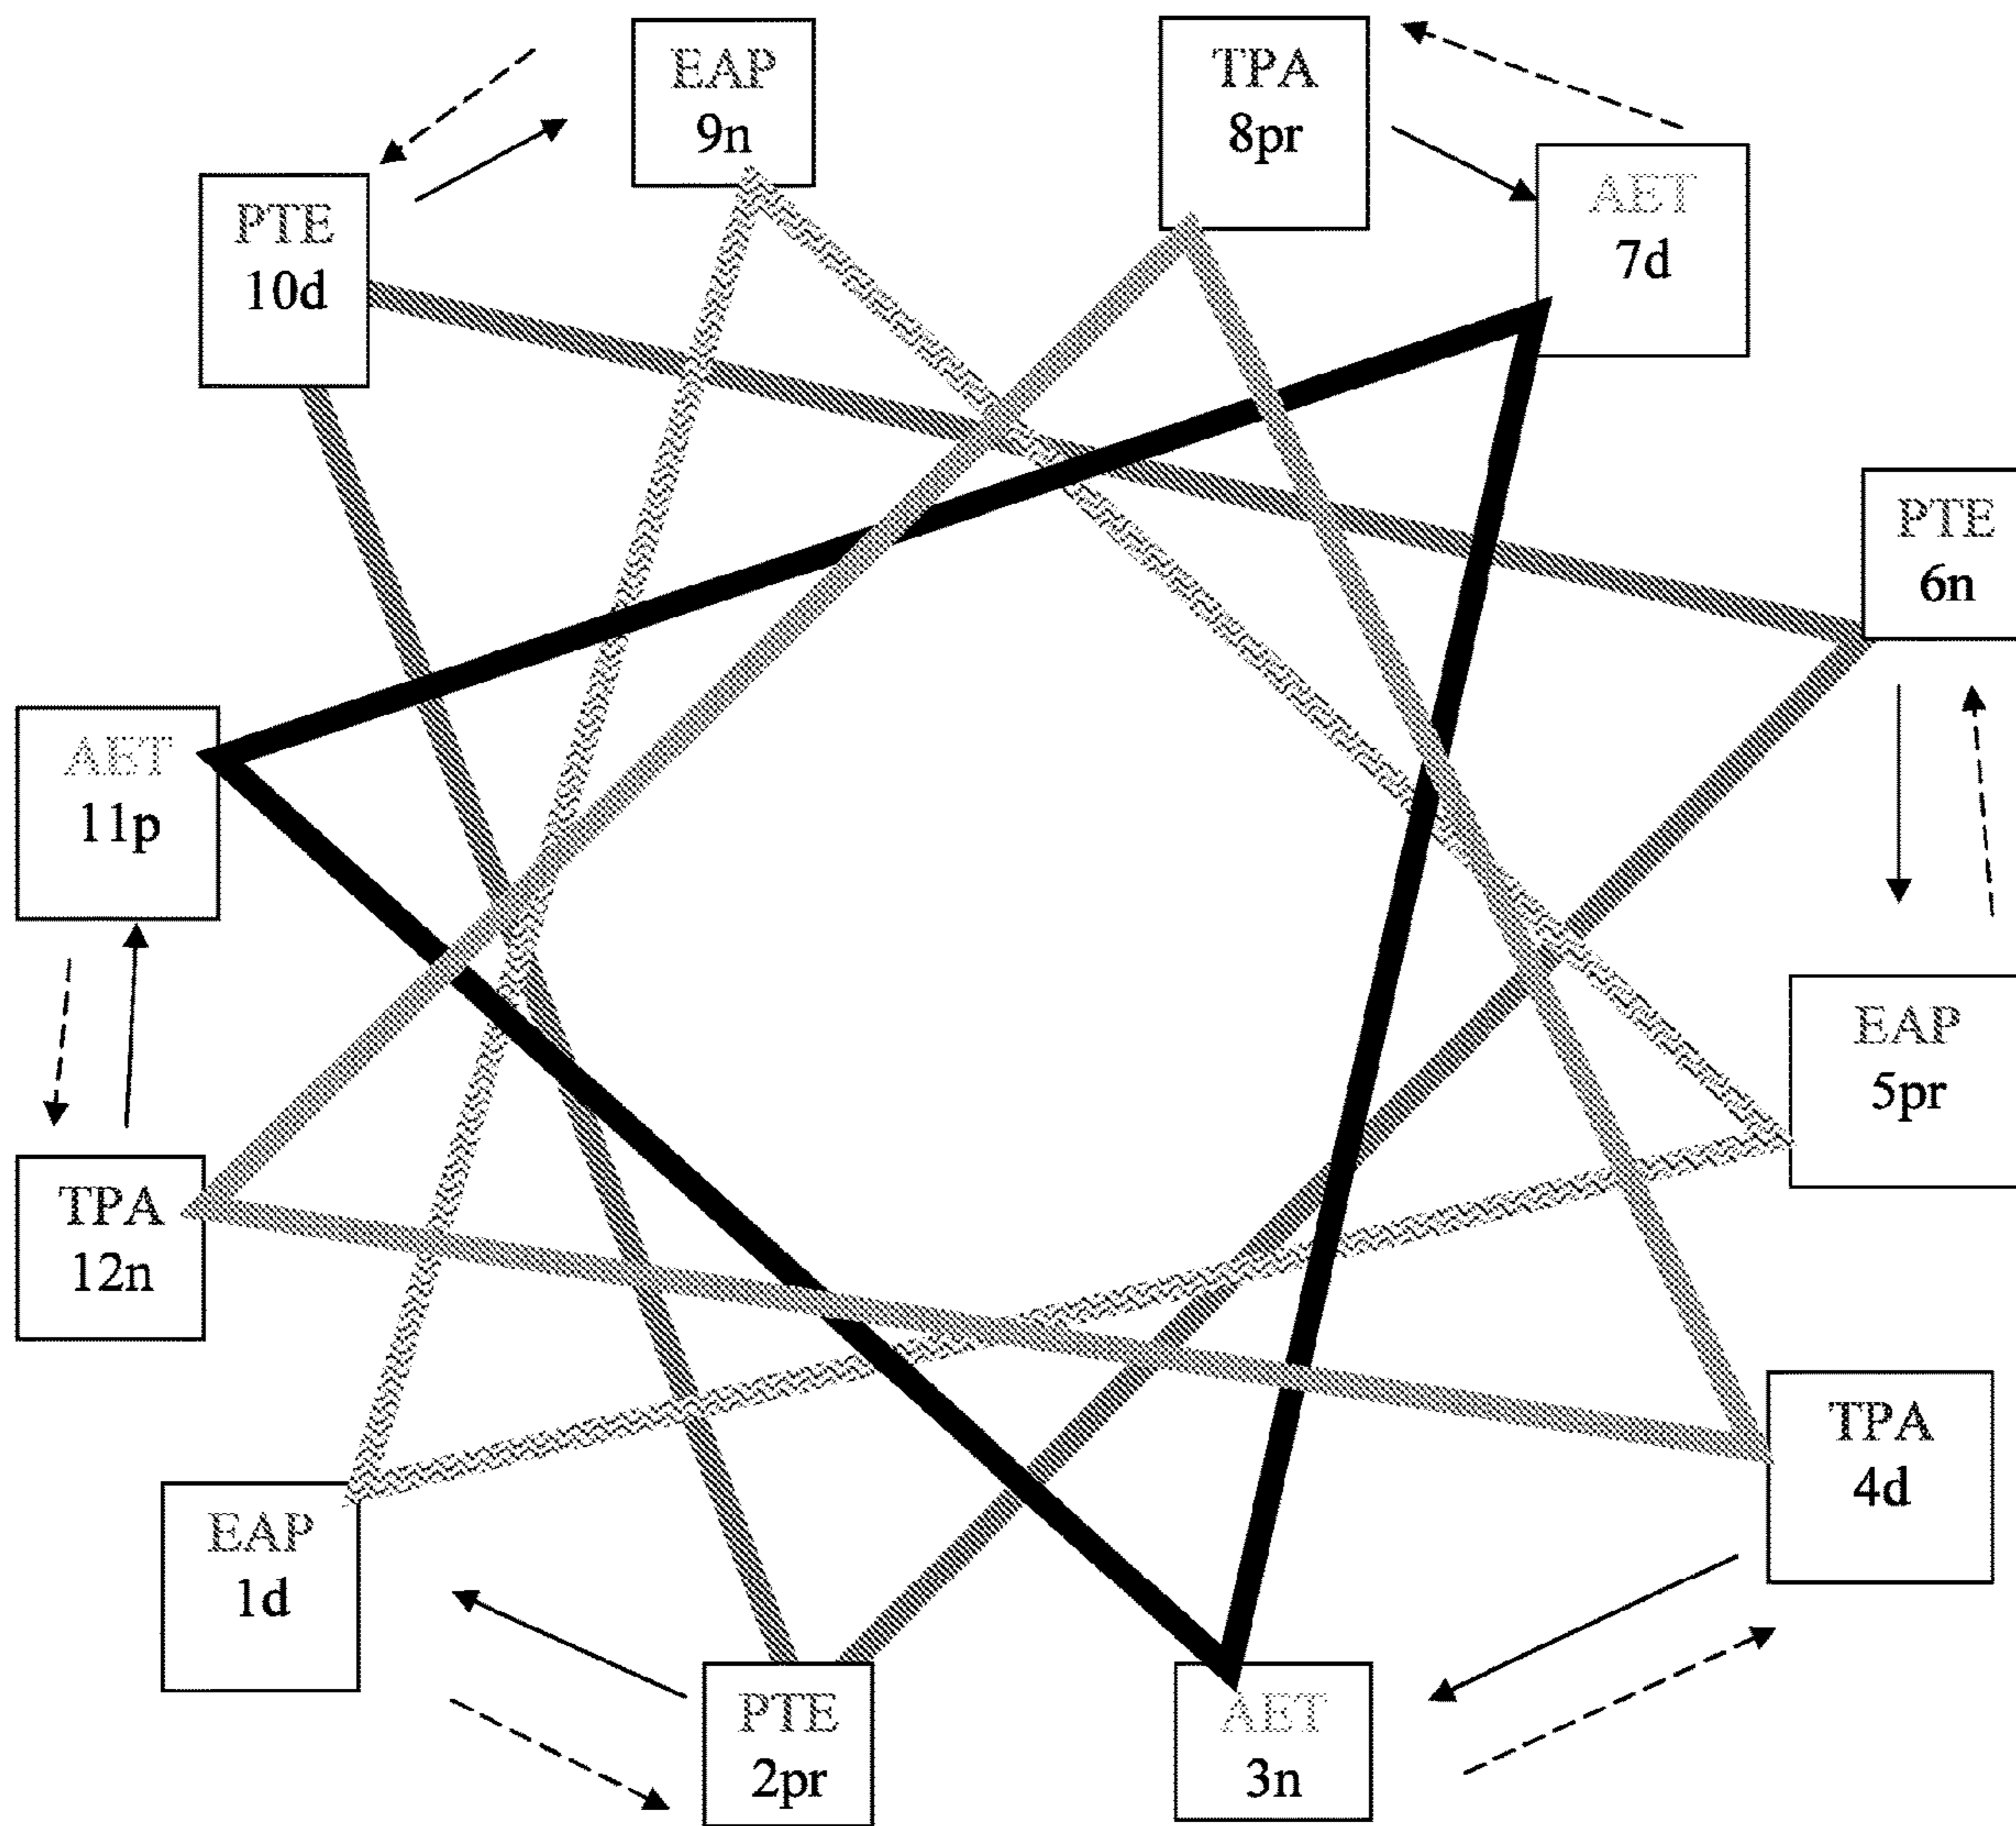 EAP
9n
TPA
8pr
PTE
10d
AET
7d
PTE
6n
AET
11p
EAP
5pr
TPA
12n
TPA
4d
EAP
1d
PTE
2pr
AET
3n